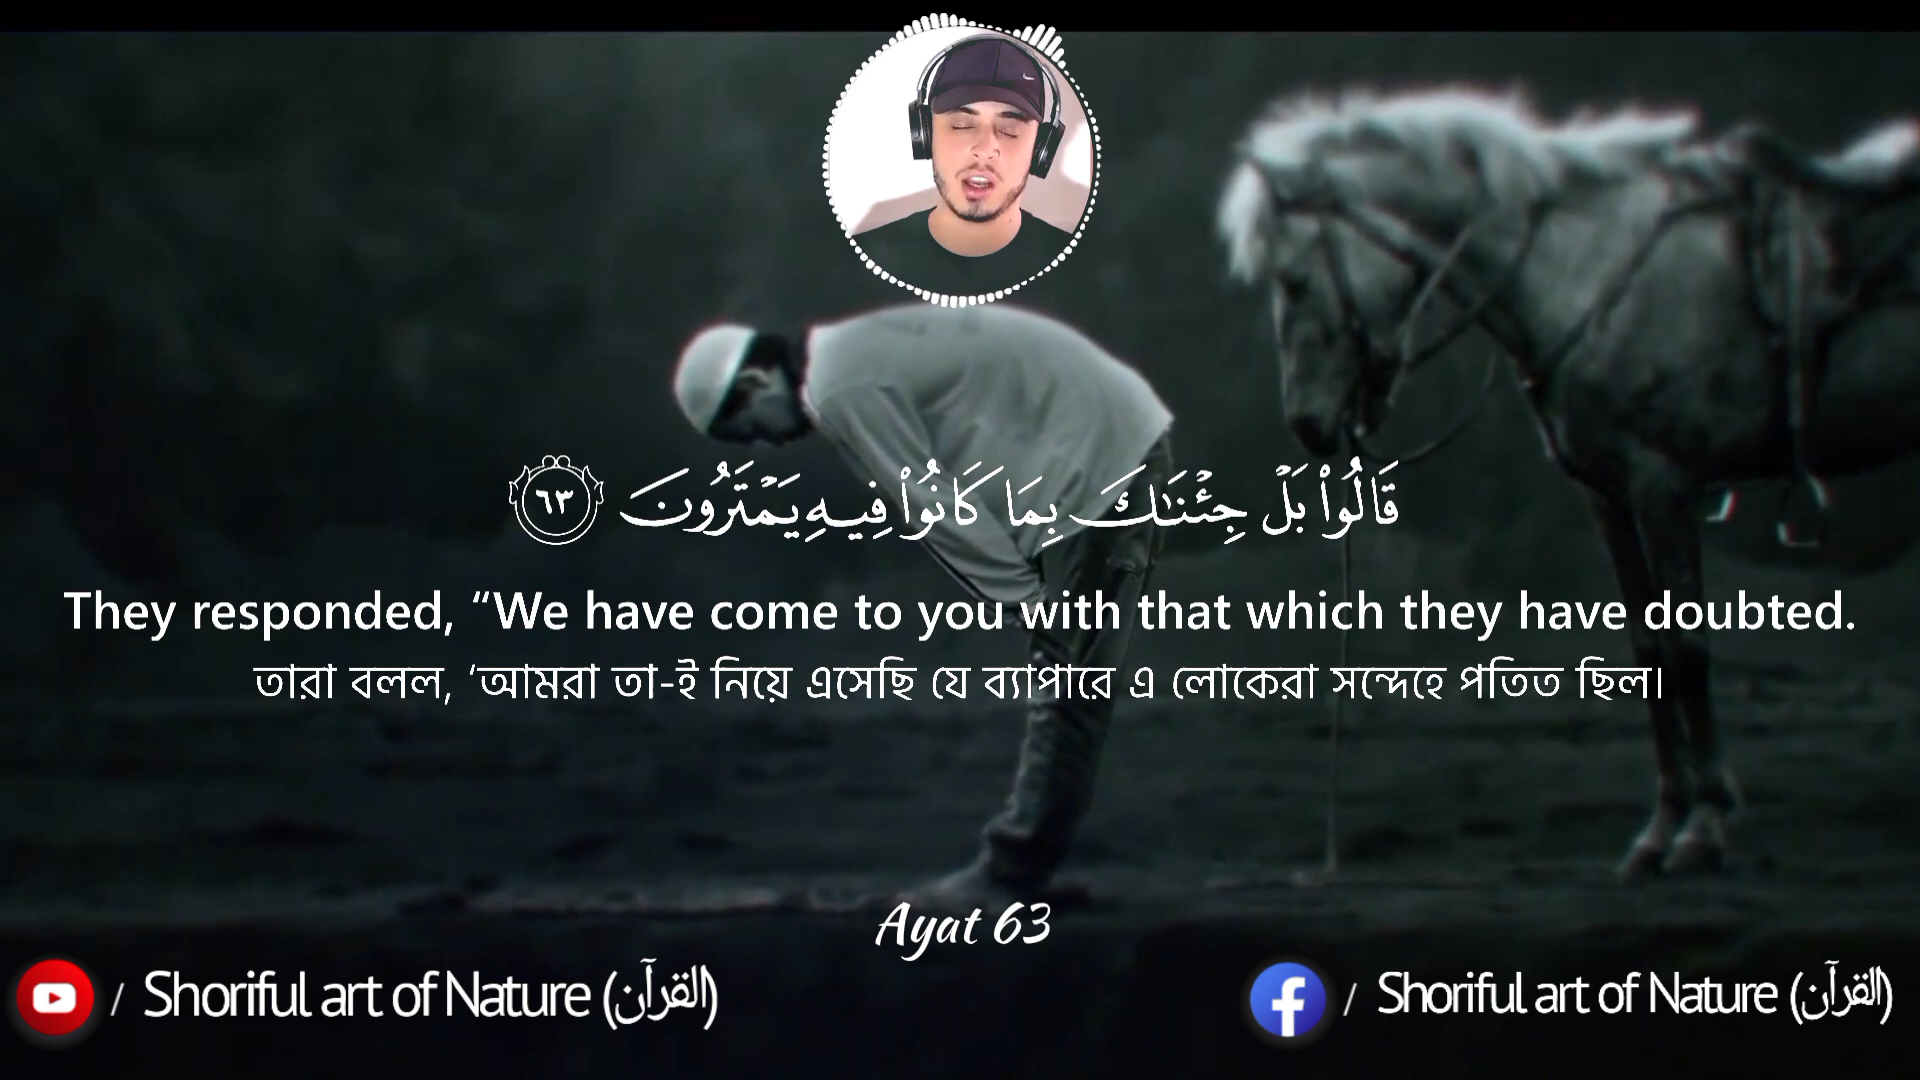 قَالُوا۟ بَلْ جِئْنَـٰكَ بِمَا كَانُوا۟ فِيهِ يَمْتَرُونَ ٦٣
They responded, “We have come to you with that which they have doubted.
তারা বলল, ‘আমরা তা-ই নিয়ে এসেছি যে ব্যাপারে এ লোকেরা সন্দেহে পতিত ছিল।
Ayat 63
/ Shoriful art of Nature (القرآن)
/ Shoriful art of Nature (القرآن)